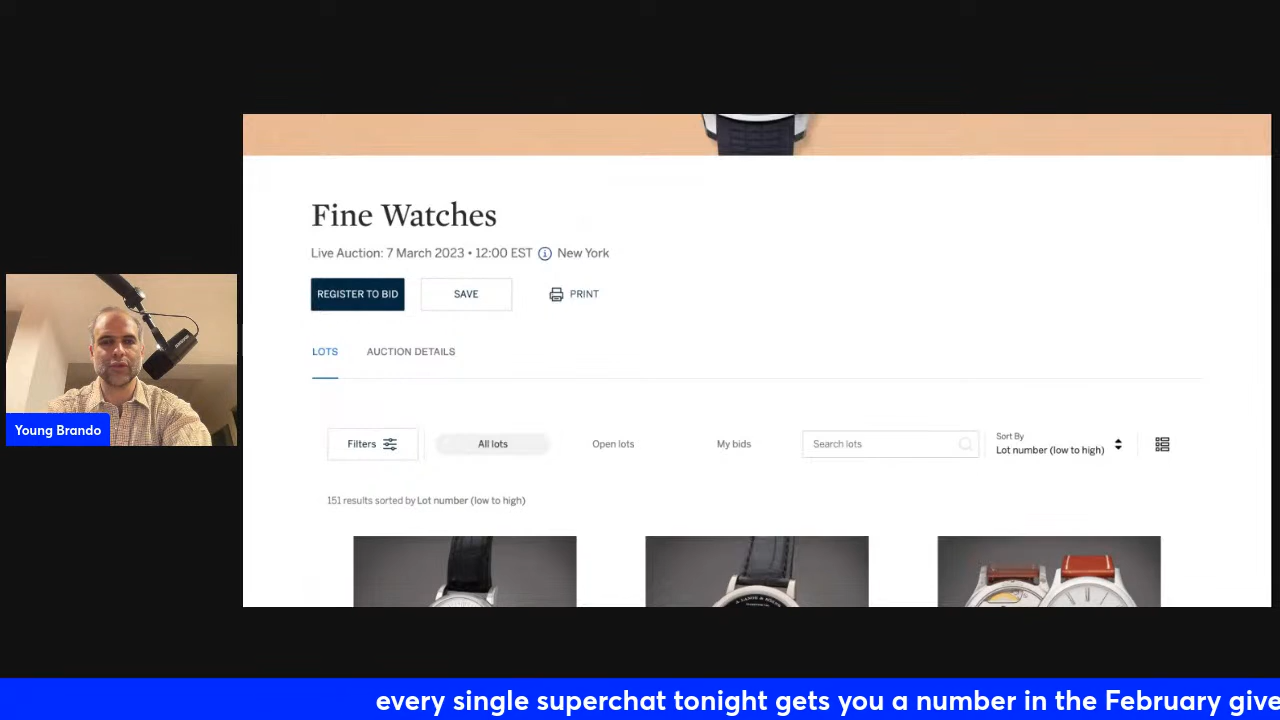 Fine Watches
Live Auction: 7 March 2023 • 12:00 EST New York
REGISTER TO BID
SAVE
PRINT
LOTS
AUCTION DETAILS
Filters
All lots
Open lots
My bids
Search lots
Sort By
Lot number (low to high)
151 results sorted by Lot number (low to high)
A. LANGE & SÖHNE
SHURE
Young Brando
every single superchat tonight gets you a number in the February give